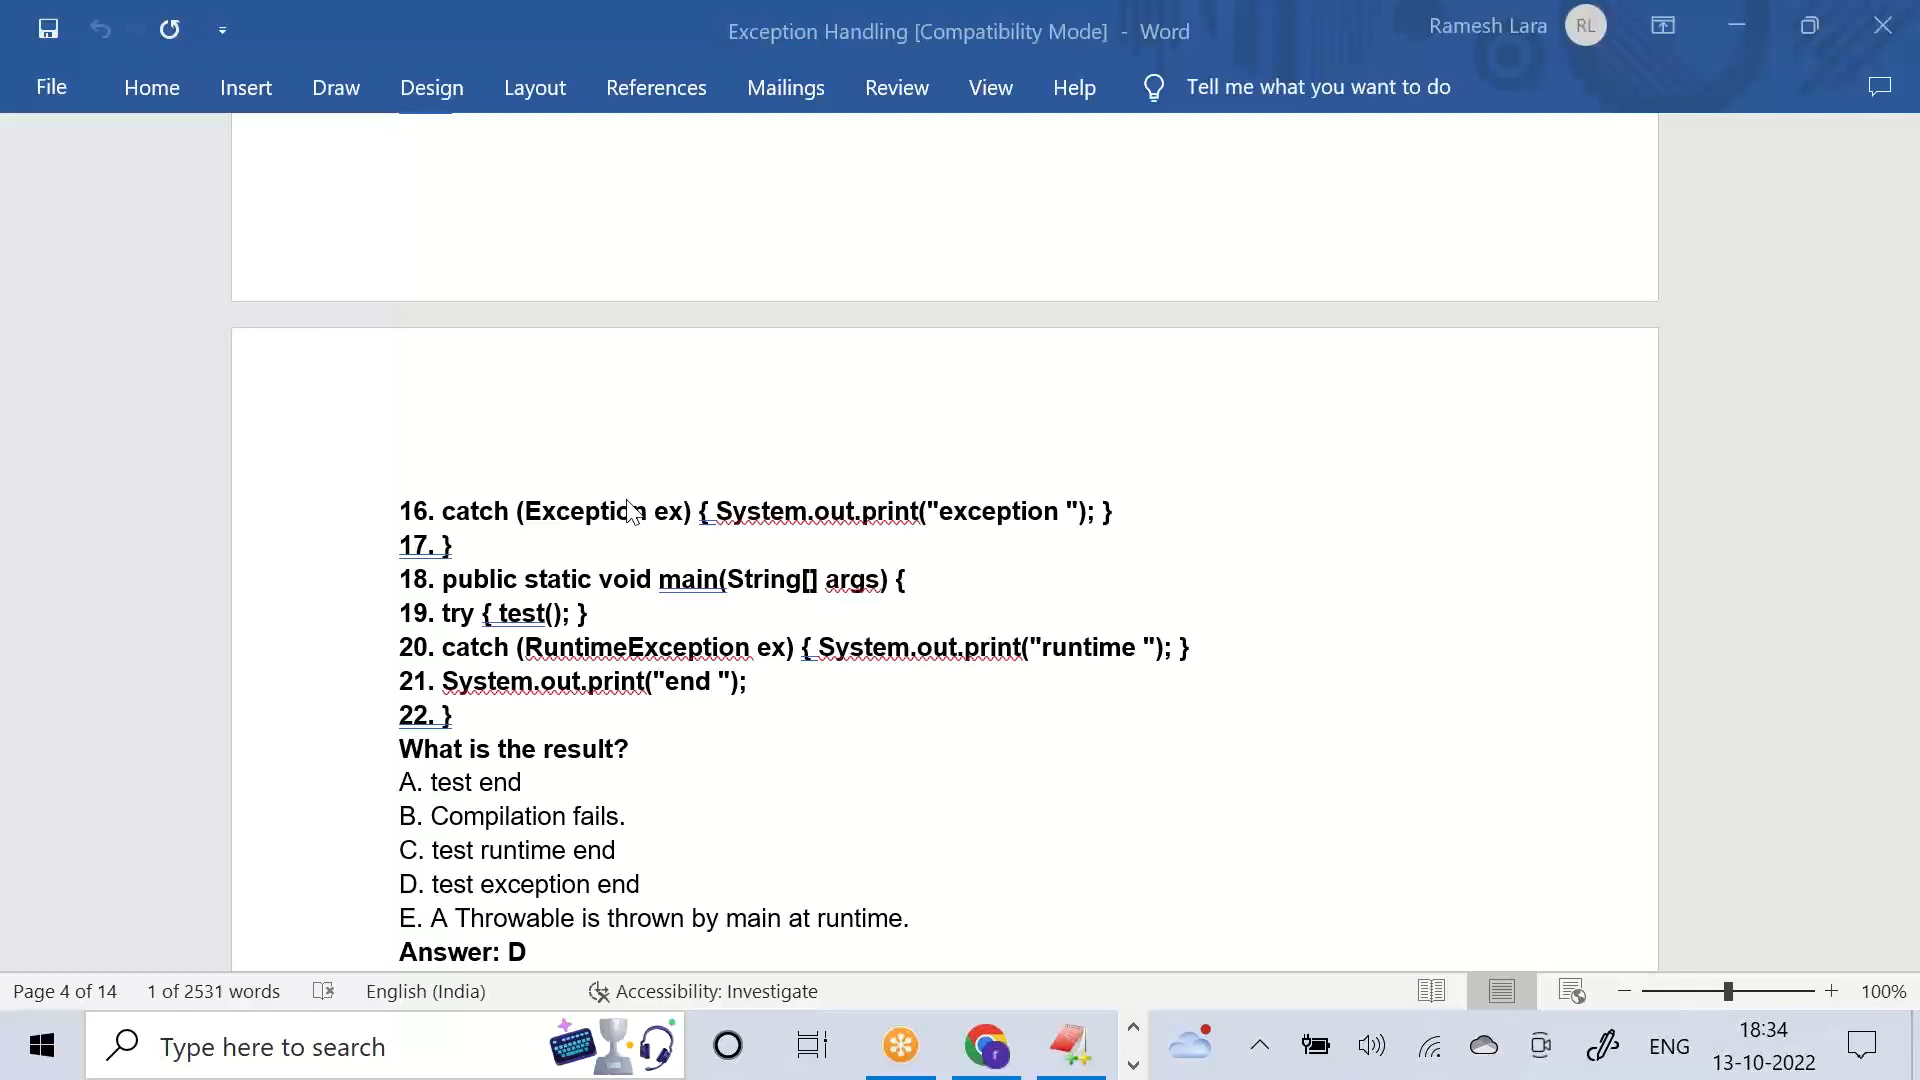 Exception Handling [Compatibility Mode] - Word
Ramesh Lara
RL
File Home Insert Draw Design Layout References Mailings Review View Help Tell me what you want to do
16. catch (Exception ex) { System.out.print("exception "); }
17. }
18. public static void main(String[] args) {
19. try { test(); }
20. catch (RuntimeException ex) { System.out.print("runtime "); }
21. System.out.print("end ");
22. }
What is the result?
A. test end
B. Compilation fails.
C. test runtime end
D. test exception end
E. A Throwable is thrown by main at runtime.
Answer: D
Page 4 of 14 1 of 2531 words English (India) Accessibility: Investigate 100%
Type here to search
r
ENG
18:34
13-10-2022